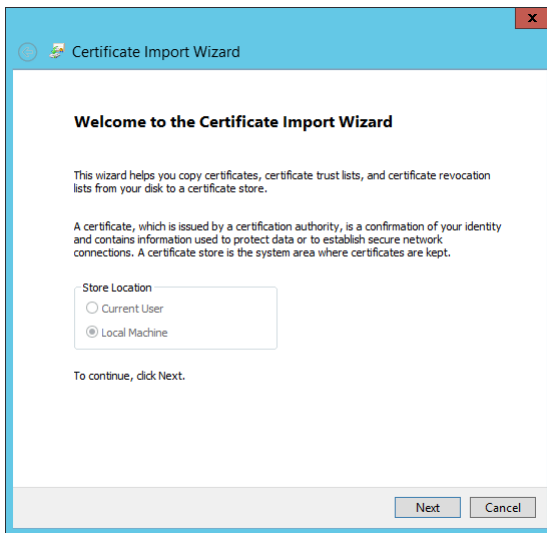 x
Certificate Import Wizard
Welcome to the Certificate Import Wizard
This wizard helps you copy certificates, certificate trust lists, and certificate revocation
lists from your disk to a certificate store.
A certificate, which is issued by a certification authority, is a confirmation of your identity
and contains information used to protect data or to establish secure network
connections. A certificate store is the system area where certificates are kept.
Store Location
Current User
Local Machine
To continue, click Next.
Next Cancel